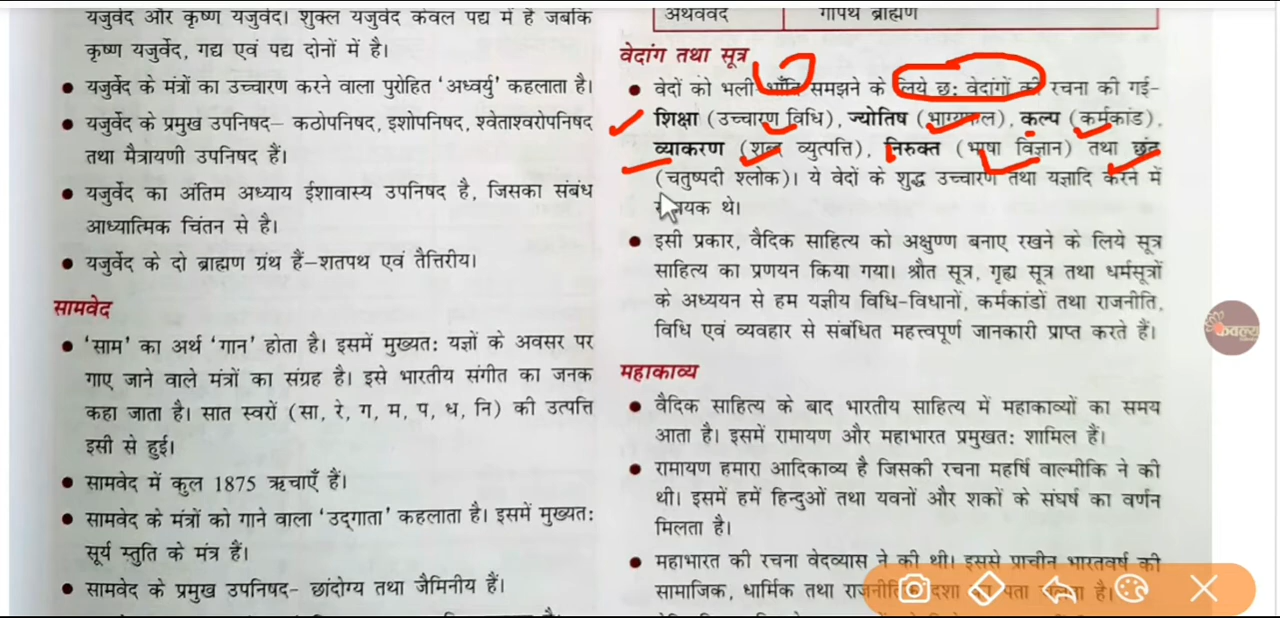 यजुर्वेद और कृष्ण यजुर्वेद। शुक्ल यजुर्वेद केवल पद्य में है जबकि
कृष्ण यजुर्वेद, गद्य एवं पद्य दोनों में है।
● यजुर्वेद के मंत्रों का उच्चारण करने वाला पुरोहित ‘अध्वर्यु’ कहलाता है।
● यजुर्वेद के प्रमुख उपनिषद– कठोपनिषद, इशोपनिषद, श्वेताश्वरोपनिषद
तथा मैत्रायणी उपनिषद हैं।
● यजुर्वेद का अंतिम अध्याय ईशावास्य उपनिषद है, जिसका संबंध
आध्यात्मिक चिंतन से है।
● यजुर्वेद के दो ब्राह्मण ग्रंथ हैं–शतपथ एवं तैत्तिरीय।
सामवेद
● ‘साम’ का अर्थ ‘गान’ होता है। इसमें मुख्यत: यज्ञों के अवसर पर
गाए जाने वाले मंत्रों का संग्रह है। इसे भारतीय संगीत का जनक
कहा जाता है। सात स्वरों (सा, रे, ग, म, प, ध, नि) की उत्पत्ति
इसी से हुई।
● सामवेद में कुल 1875 ऋचाएँ हैं।
● सामवेद के मंत्रों को गाने वाला ‘उद्‌गाता’ कहलाता है। इसमें मुख्यत:
सूर्य स्तुति के मंत्र हैं।
● सामवेद के प्रमुख उपनिषद– छांदोग्य तथा जैमिनीय हैं।
अथर्ववेद गोपथ ब्राह्मण
वेदांग तथा सूत्र
● वेदों को भली-भाँति समझने के लिये छ: वेदांगों की रचना की गई–
शिक्षा (उच्चारण विधि), ज्योतिष (भाग्यफल), कल्प (कर्मकांड),
व्याकरण (शब्द व्युत्पत्ति), निरुक्त (भाषा विज्ञान) तथा छंद
(चतुष्पदी श्लोक)। ये वेदों के शुद्ध उच्चारण तथा यज्ञादि करने में
थे।
● इसी प्रकार, वैदिक साहित्य को अक्षुण्ण बनाए रखने के लिये सूत्र
साहित्य का प्रणयन किया गया। श्रौत सूत्र, गृह्य सूत्र तथा धर्मसूत्रों
के अध्ययन से हम यज्ञीय विधि-विधानों, कर्मकांडों तथा राजनीति,
विधि एवं व्यवहार से संबंधित महत्त्वपूर्ण जानकारी प्राप्त करते हैं।
महाकाव्य
● वैदिक साहित्य के बाद भारतीय साहित्य में महाकाव्यों का समय
आता है। इसमें रामायण और महाभारत प्रमुखत: शामिल हैं।
● रामायण हमारा आदिकाव्य है जिसकी रचना महर्षि वाल्मीकि ने की
थी। इसमें हमें हिन्दुओं तथा यवनों और शकों के संघर्ष का वर्णन
मिलता है।
● महाभारत की रचना वेदव्यास ने की थी। इससे प्राचीन भारतवर्ष की
सामाजिक, धार्मिक तथा राजनीतिक दशा का पता चलता है।
कैवल्य